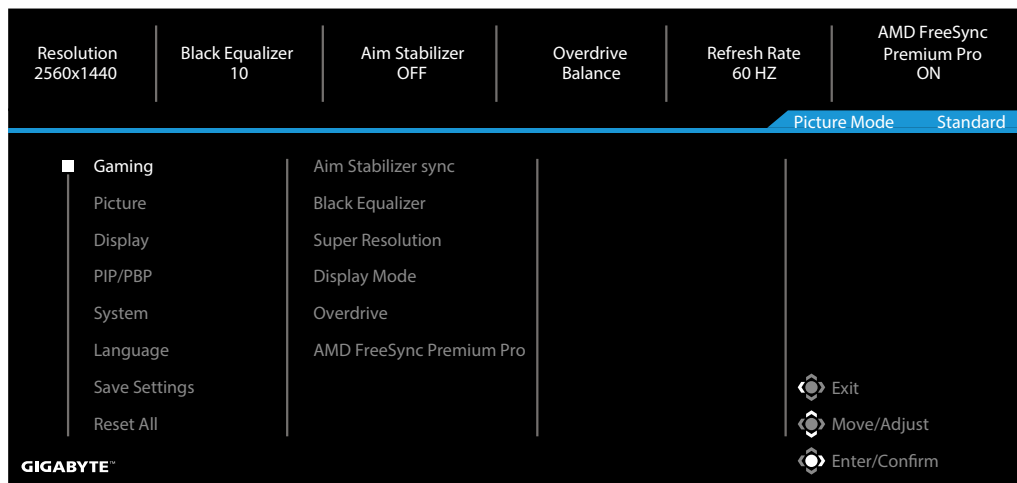 Resolution
2560x1440
Black Equalizer
10
Aim Stabilizer
OFF
Overdrive
Balance
Refresh Rate
60 HZ
AMD FreeSync
Premium Pro
ON
Picture Mode Standard
Gaming
Picture
Display
PIP/PBP
System
Language
Save Settings
Reset All
Aim Stabilizer sync
Black Equalizer
Super Resolution
Display Mode
Overdrive
AMD FreeSync Premium Pro
Exit
Move/Adjust
Enter/Confirm
GIGABYTE™